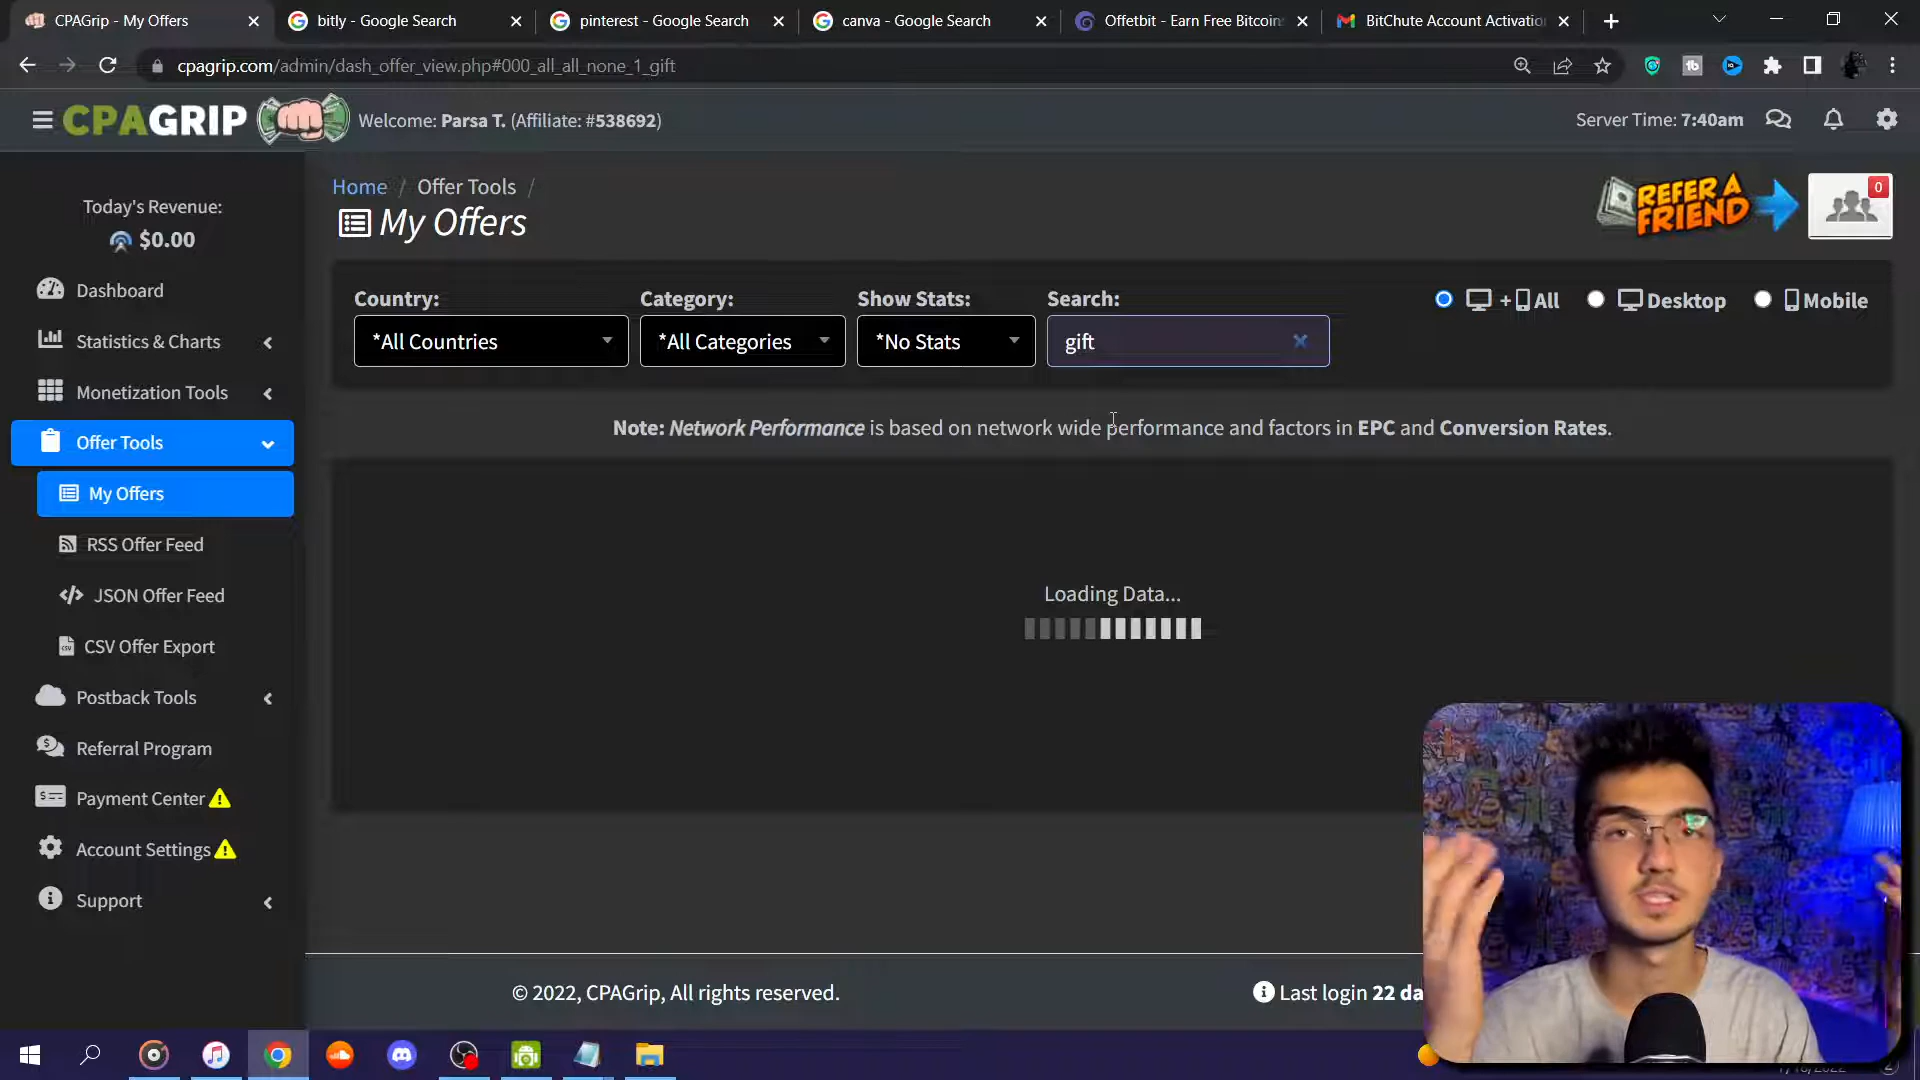 CPAGrip - My Offers
bitly - Google Search
pinterest - Google Search
canva - Google Search
Offetbit - Earn Free Bitcoin
BitChute Account Activatio
cpagrip.com/admin/dash_offer_view.php#000_all_all_none_1_gift
CPAGRIP
Welcome: Parsa T. (Affiliate: #538692)
Server Time: 7:40am
Today's Revenue:
$0.00
Dashboard
Statistics & Charts
Monetization Tools
Offer Tools
My Offers
RSS Offer Feed
JSON Offer Feed
CSV Offer Export
Postback Tools
Referral Program
Payment Center
Account Settings
Support
Home / Offer Tools /
My Offers
REFER A
FRIEND
0
Country:
Category:
Show Stats:
Search:
All
Desktop
Mobile
*All Countries
*All Categories
*No Stats
gift
Note: Network Performance is based on network wide performance and factors in EPC and Conversion Rates.
Loading Data...
© 2022, CPAGrip, All rights reserved.
Last login 22 da